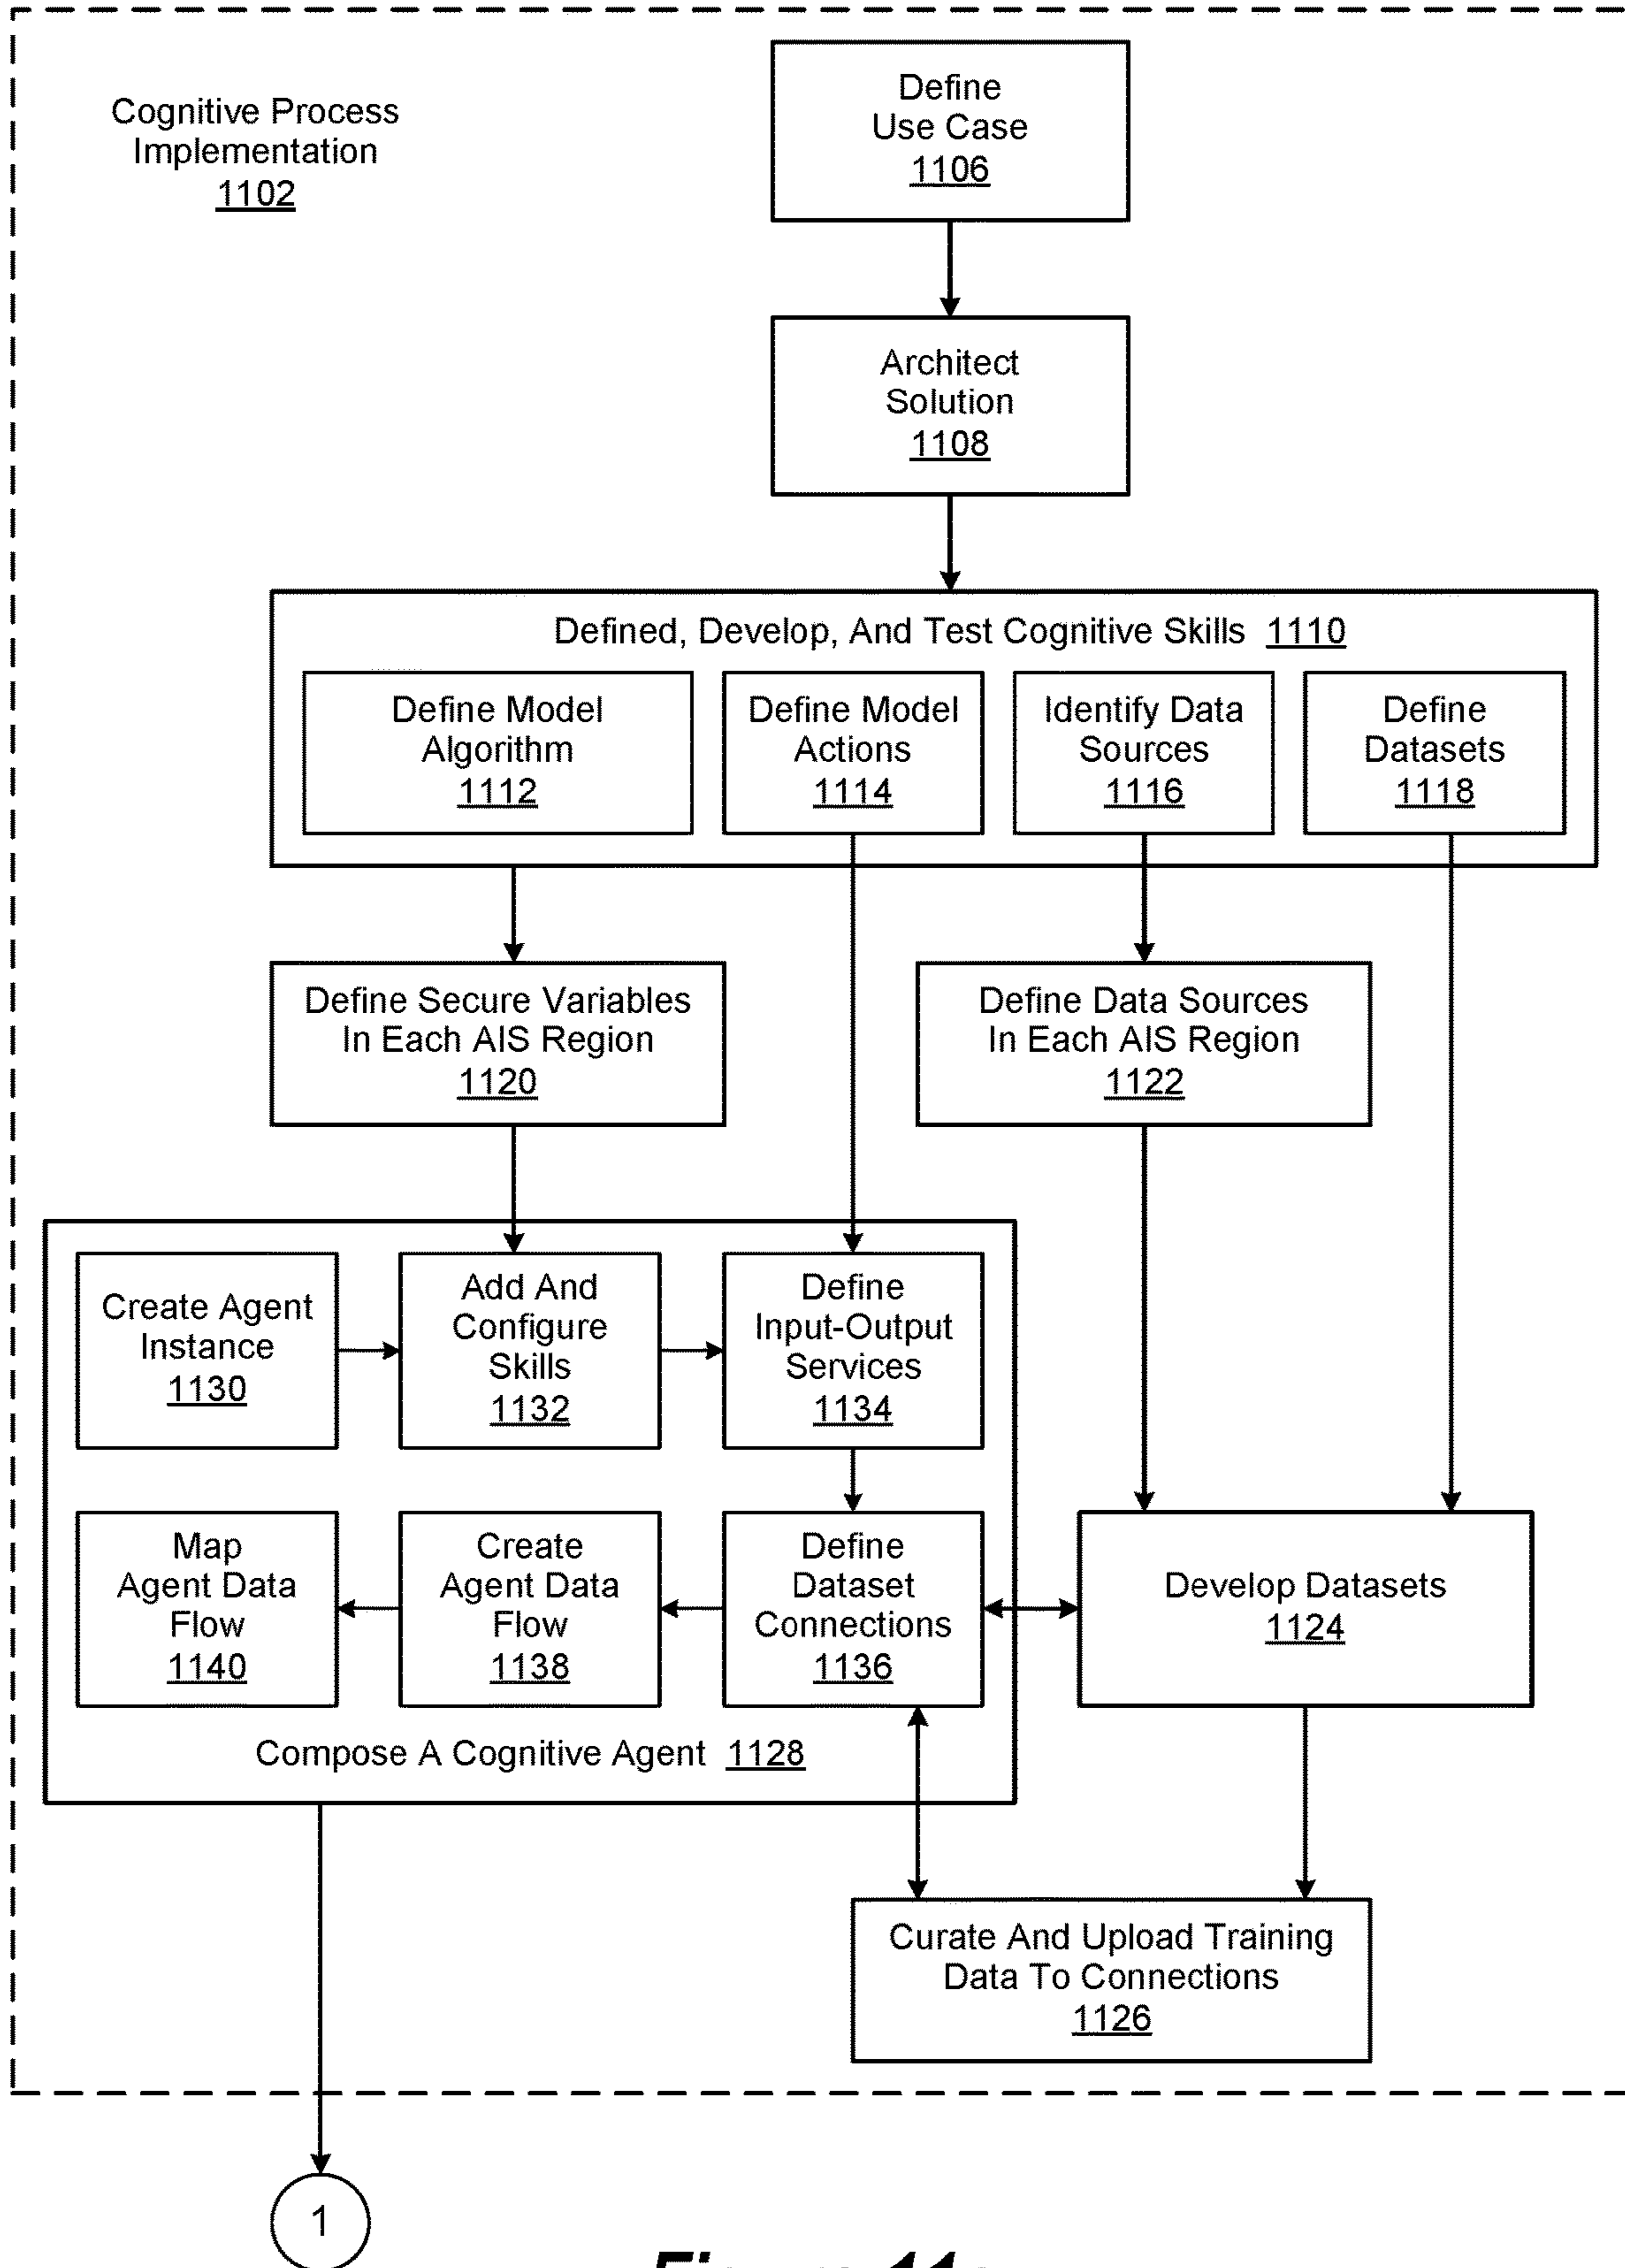 Cognitive Process
Implementation
1102
Define
Use Case
1106
Architect
Solution
1108
Defined, Develop, And Test Cognitive Skills 1110
Define Model
Algorithm
1112
Define Model
Actions
1114
Identify Data
Sources
1116
Define
Datasets
1118
Define Secure Variables
In Each AIS Region
1120
Define Data Sources
In Each AIS Region
1122
Create Agent
Instance
1130
Add And
Configure
Skills
1132
Define
Input-Output
Services
1134
Map
Agent Data
Flow
1140
Create
Agent Data
Flow
1138
Define
Dataset
Connections
1136
Develop Datasets
1124
Compose A Cognitive Agent 1128
Curate And Upload Training
Data To Connections
1126
1